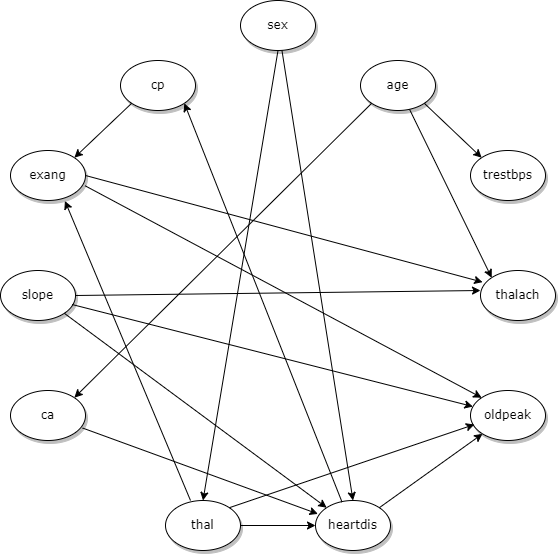 sex
cp
age
exang
trestbps
slope
thalach
ca
oldpeak
thal
heartdis